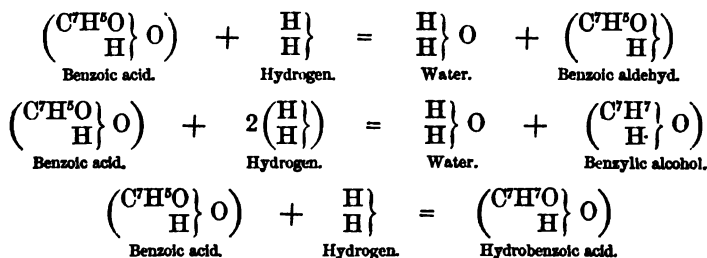 (C⁷H⁵O H} O) + H H} = H H} O + (C⁷H⁵O H})
Benzoic acid. Hydrogen. Water. Benzoic aldehyd.
(C⁷H⁵O H} O) + 2(H H}) = H H} O + (C⁷H⁷ H} O)
Benzoic acid. Hydrogen. Water. Benzylic alcohol.
(C⁷H⁵O H} O) + H H} = (C⁷H⁷O H} O)
Benzoic acid. Hydrogen. Hydrobenzoic acid.